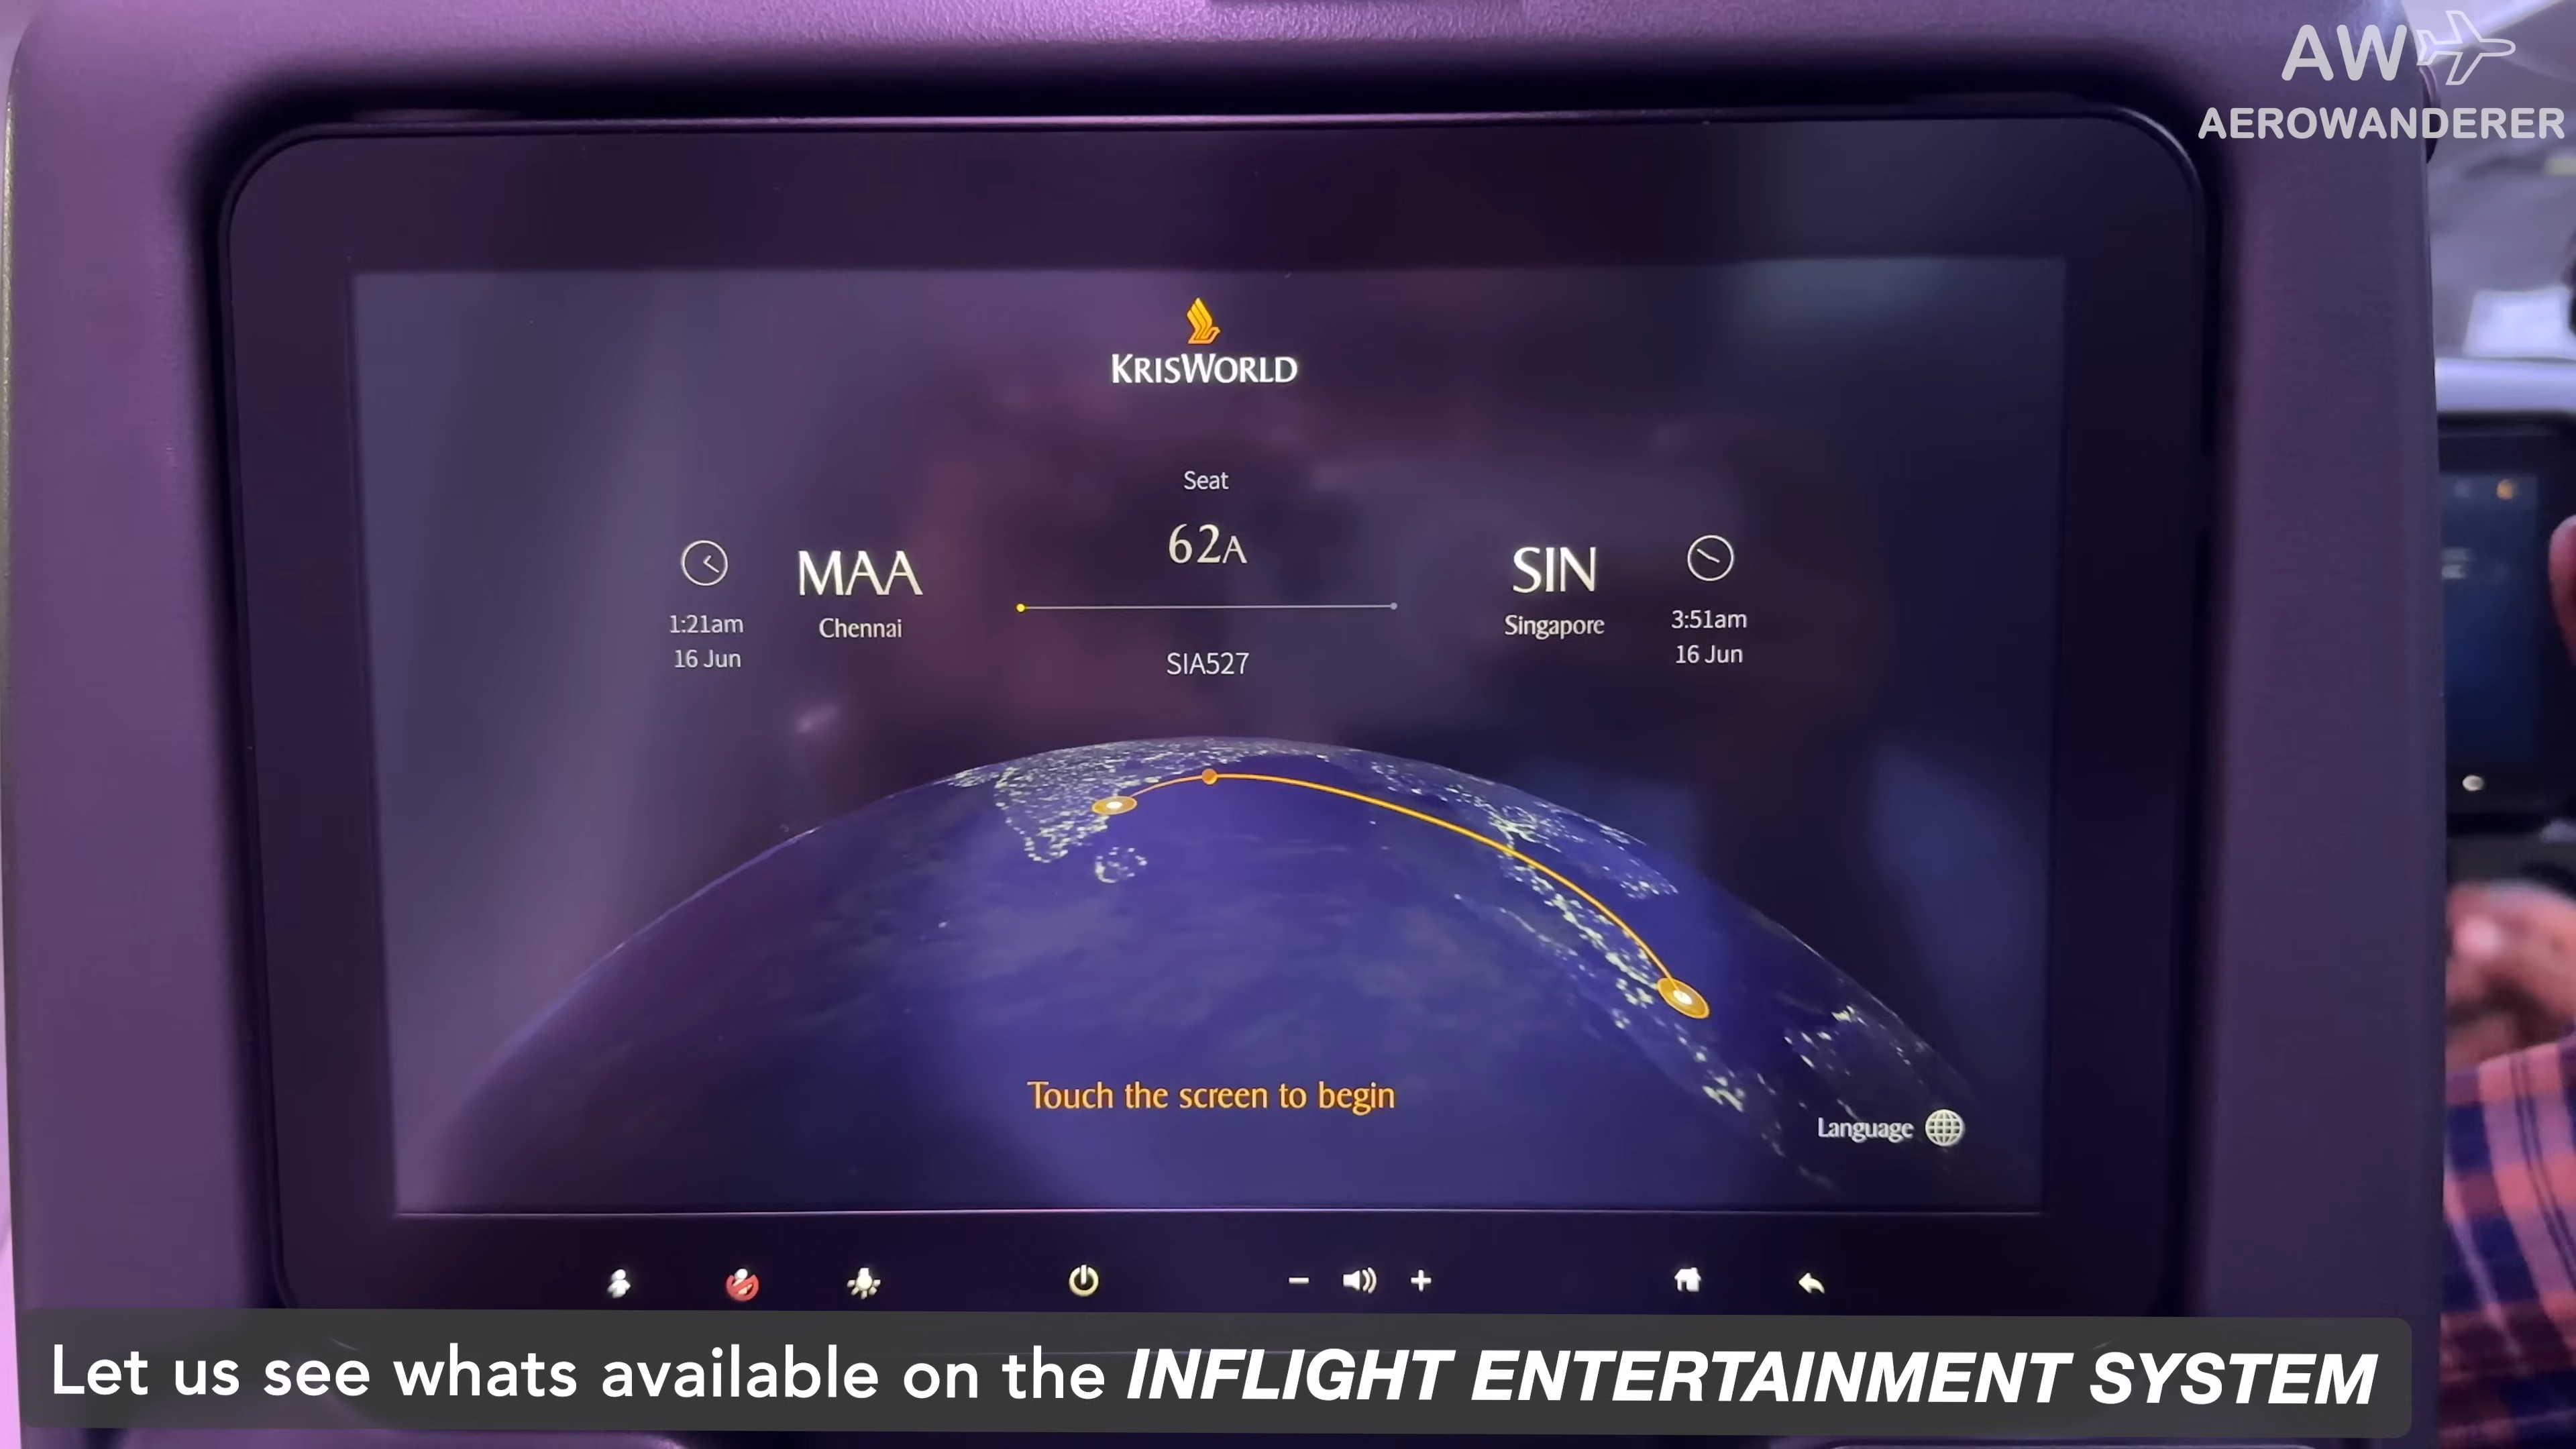 AW
AEROWANDERER
KRISWORLD
Seat
62A
MAA
Chennai
1:21am
16 Jun
SIN
Singapore
3:51am
16 Jun
SIA527
Touch the screen to begin
Language
Let us see whats available on the INFLIGHT ENTERTAINMENT SYSTEM